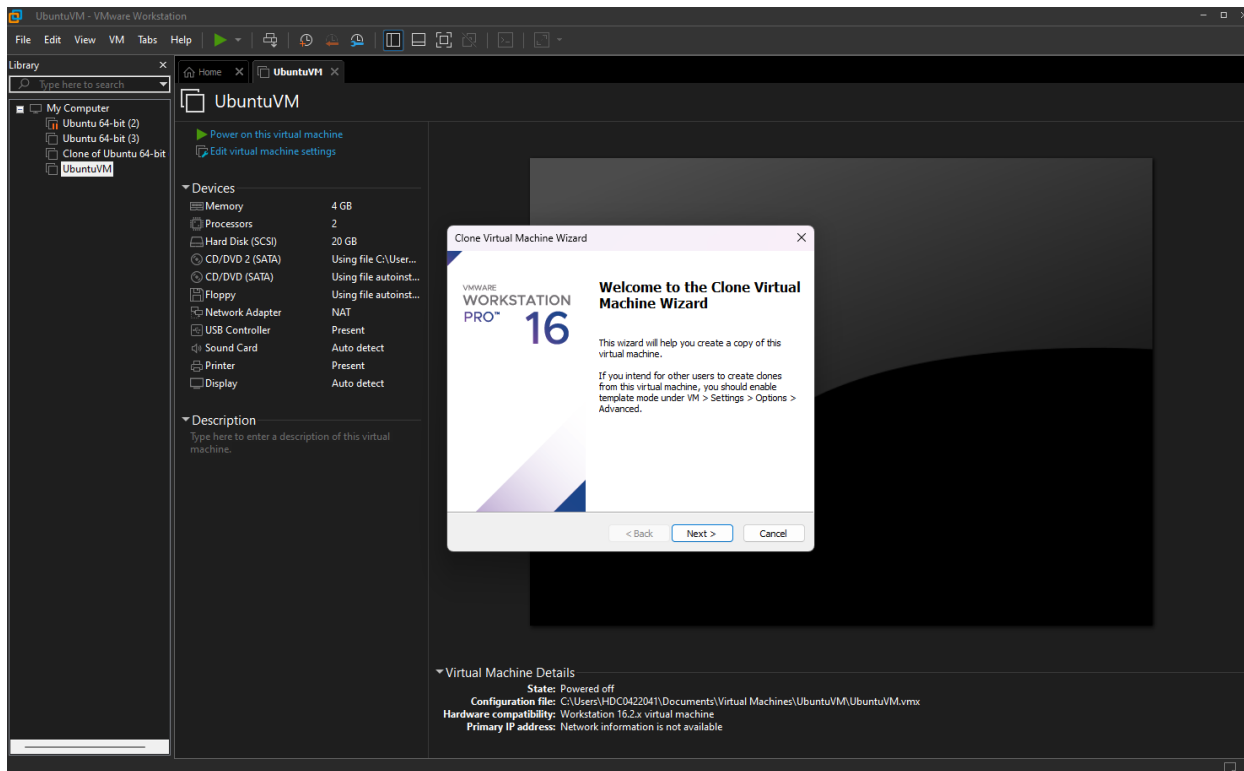 UbuntuVM - VMware Workstation
File Edit View VM Tabs Help
Library
Type here to search
My Computer
Ubuntu 64-bit (2)
Ubuntu 64-bit (3)
Clone of Ubuntu 64-bit
UbuntuVM
Home
UbuntuVM
UbuntuVM
Power on this virtual machine
Edit virtual machine settings
Devices
Memory 4 GB
Processors 2
Hard Disk (SCSI) 20 GB
CD/DVD 2 (SATA) Using file C:\User...
CD/DVD (SATA) Using file autoinst...
Floppy Using file autoinst...
Network Adapter NAT
USB Controller Present
Sound Card Auto detect
Printer Present
Display Auto detect
Description
Type here to enter a description of this virtual
machine.
Clone Virtual Machine Wizard
VMWARE
WORKSTATION
PRO™ 16
Welcome to the Clone Virtual
Machine Wizard
This wizard will help you create a copy of this
virtual machine.
If you intend for other users to create clones
from this virtual machine, you should enable
template mode under VM > Settings > Options >
Advanced.
< Back Next > Cancel
Virtual Machine Details
State: Powered off
Configuration file: C:\Users\HDC0422041\Documents\Virtual Machines\UbuntuVM\UbuntuVM.vmx
Hardware compatibility: Workstation 16.2.x virtual machine
Primary IP address: Network information is not available